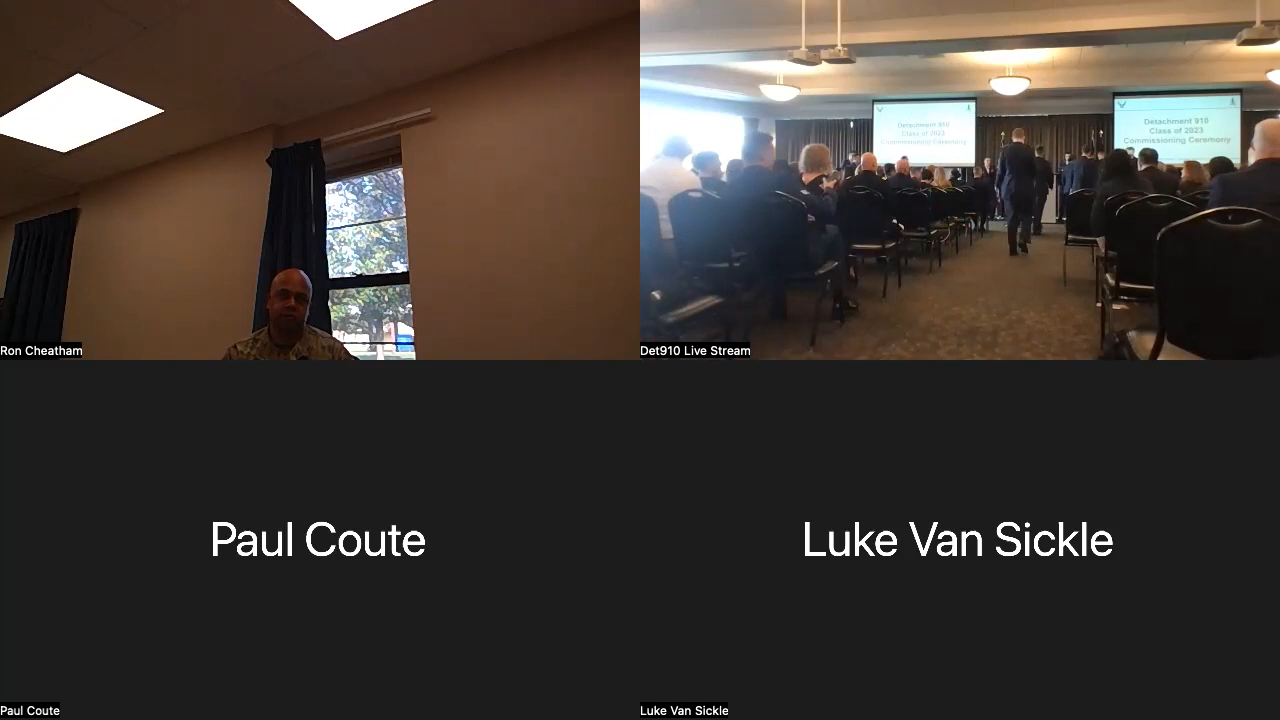 Detachment 910
Class of 2023
Commissioning Ceremony
Detachment 910
Class of 2023
Commissioning Ceremony
Ron Cheatham
Det910 Live Stream
Paul Coute
Luke Van Sickle
Paul Coute
Luke Van Sickle